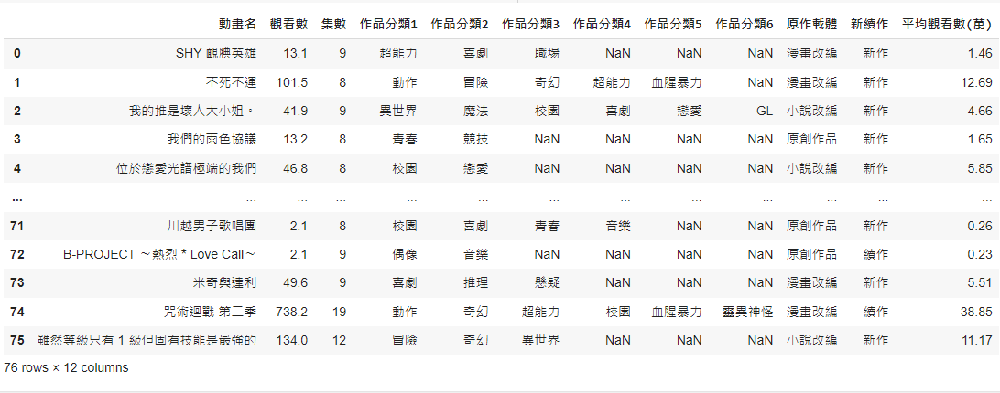 動畫名 觀看數 集數 作品分類1 作品分類2 作品分類3 作品分類4 作品分類5 作品分類6 原作載體 新續作 平均觀看數(萬)
0 SHY 靦腆英雄 13.1 9 超能力 喜劇 職場 NaN NaN NaN 漫畫改編 新作 1.46
1 不死不運 101.5 8 動作 冒險 奇幻 超能力 血腥暴力 NaN 漫畫改編 新作 12.69
2 我的推是壞人大小姐。 41.9 9 異世界 魔法 校園 喜劇 戀愛 GL 小說改編 新作 4.66
3 我們的雨色協議 13.2 8 青春 競技 NaN NaN NaN NaN 原創作品 新作 1.65
4 位於戀愛光譜極端的我們 46.8 8 校園 戀愛 NaN NaN NaN NaN 小說改編 新作 5.85
... ... ... ... ... ... ... ... ... ... ... ... ...
71 川越男子歌唱團 2.1 8 校園 喜劇 青春 音樂 NaN NaN 原創作品 新作 0.26
72 B-PROJECT ～熱烈 * Love Call～ 2.1 9 偶像 音樂 NaN NaN NaN NaN 原創作品 續作 0.23
73 米奇與達利 49.6 9 喜劇 推理 懸疑 NaN NaN NaN 漫畫改編 新作 5.51
74 咒術迴戰 第二季 738.2 19 動作 奇幻 超能力 校園 血腥暴力 靈異神怪 漫畫改編 續作 38.85
75 雖然等級只有 1 級但固有技能是最強的 134.0 12 冒險 奇幻 異世界 NaN NaN NaN 小說改編 新作 11.17
76 rows × 12 columns